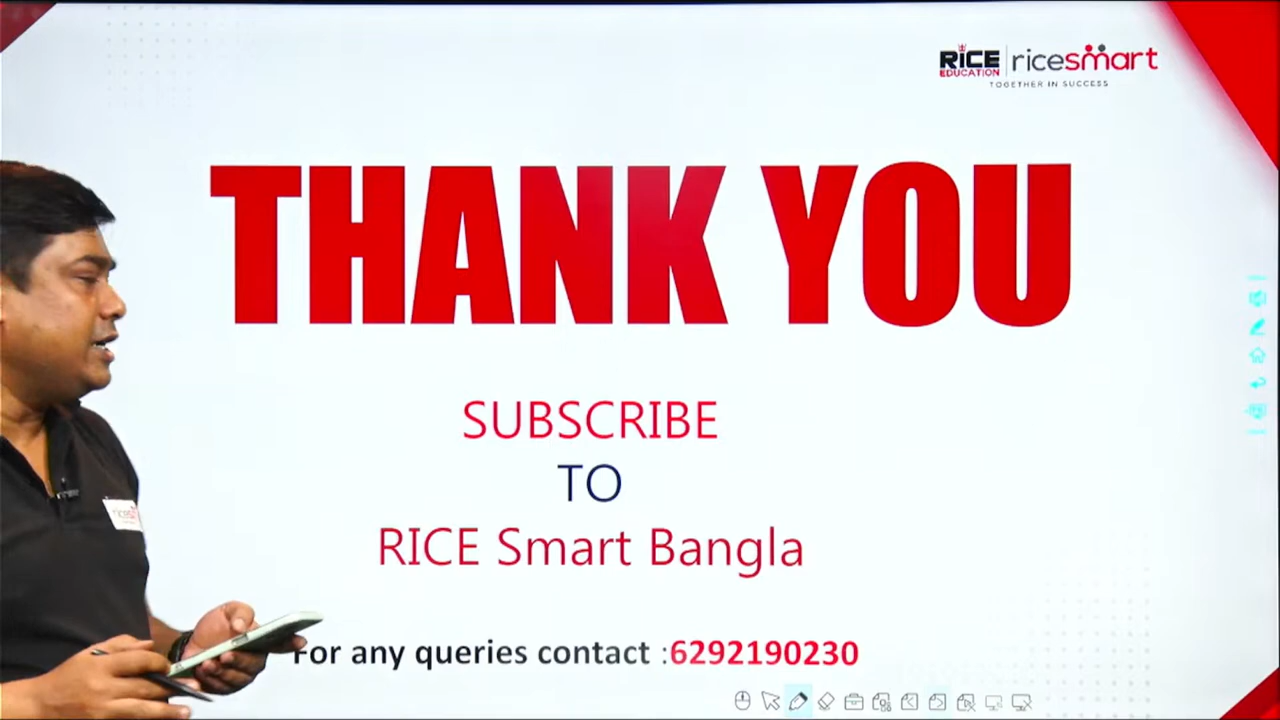 RICE EDUCATION | ricesmart
TOGETHER IN SUCCESS
THANK YOU
SUBSCRIBE
TO
RICE Smart Bangla
For any queries contact :6292190230